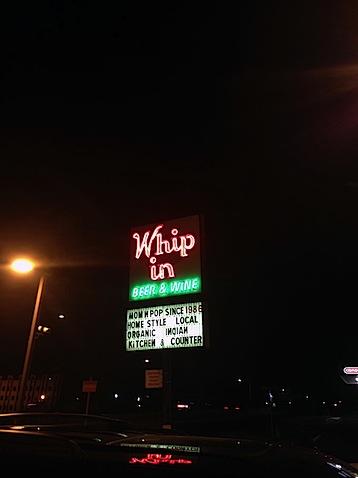 Whip
in
BEER & WINE
MOM N POP SINCE 1986
HOME STYLE LOCAL
ORGANIC INDIAN
KITCHEN & COUNTER